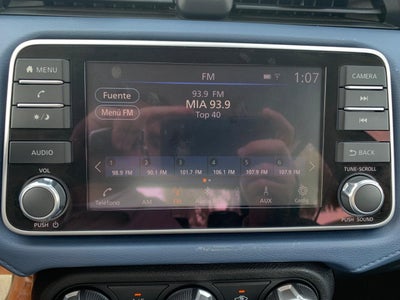 MENU
FM
1:07
CAMERA
Fuente
93.9 FM
MIA 93.9
Menú FM
Top 40
AUDIO
BACK
1 2 3 4 5 6
98.9 FM 90.1 FM 101.7 FM 106.1 FM 107.9 FM 107.9 FM
VOL
TUNE·SCROLL
Teléfono AM FM AUX Config.
PUSH
PUSH SOUND